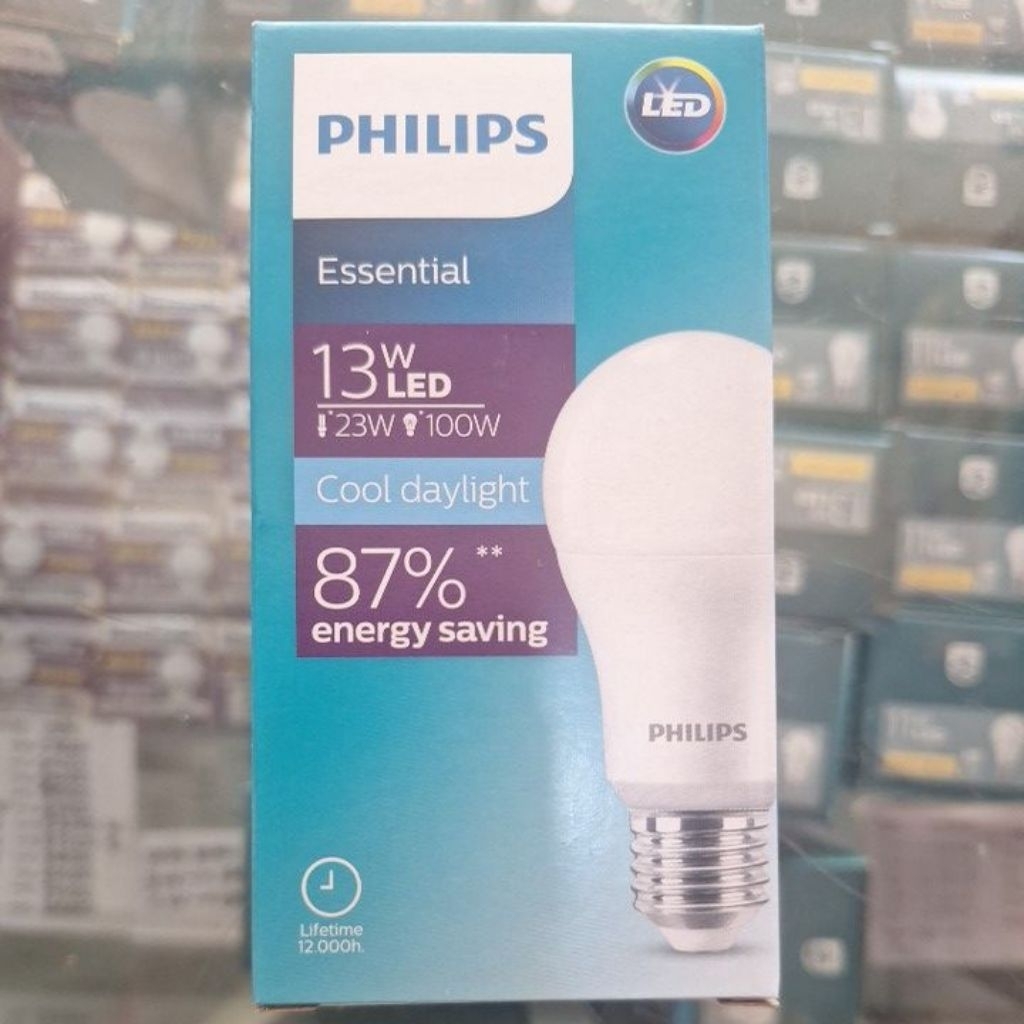 PHILIPS
LED
Essential
13W LED
*23W *100W
Cool daylight
87%**
energy saving
PHILIPS
Lifetime
12.000h.